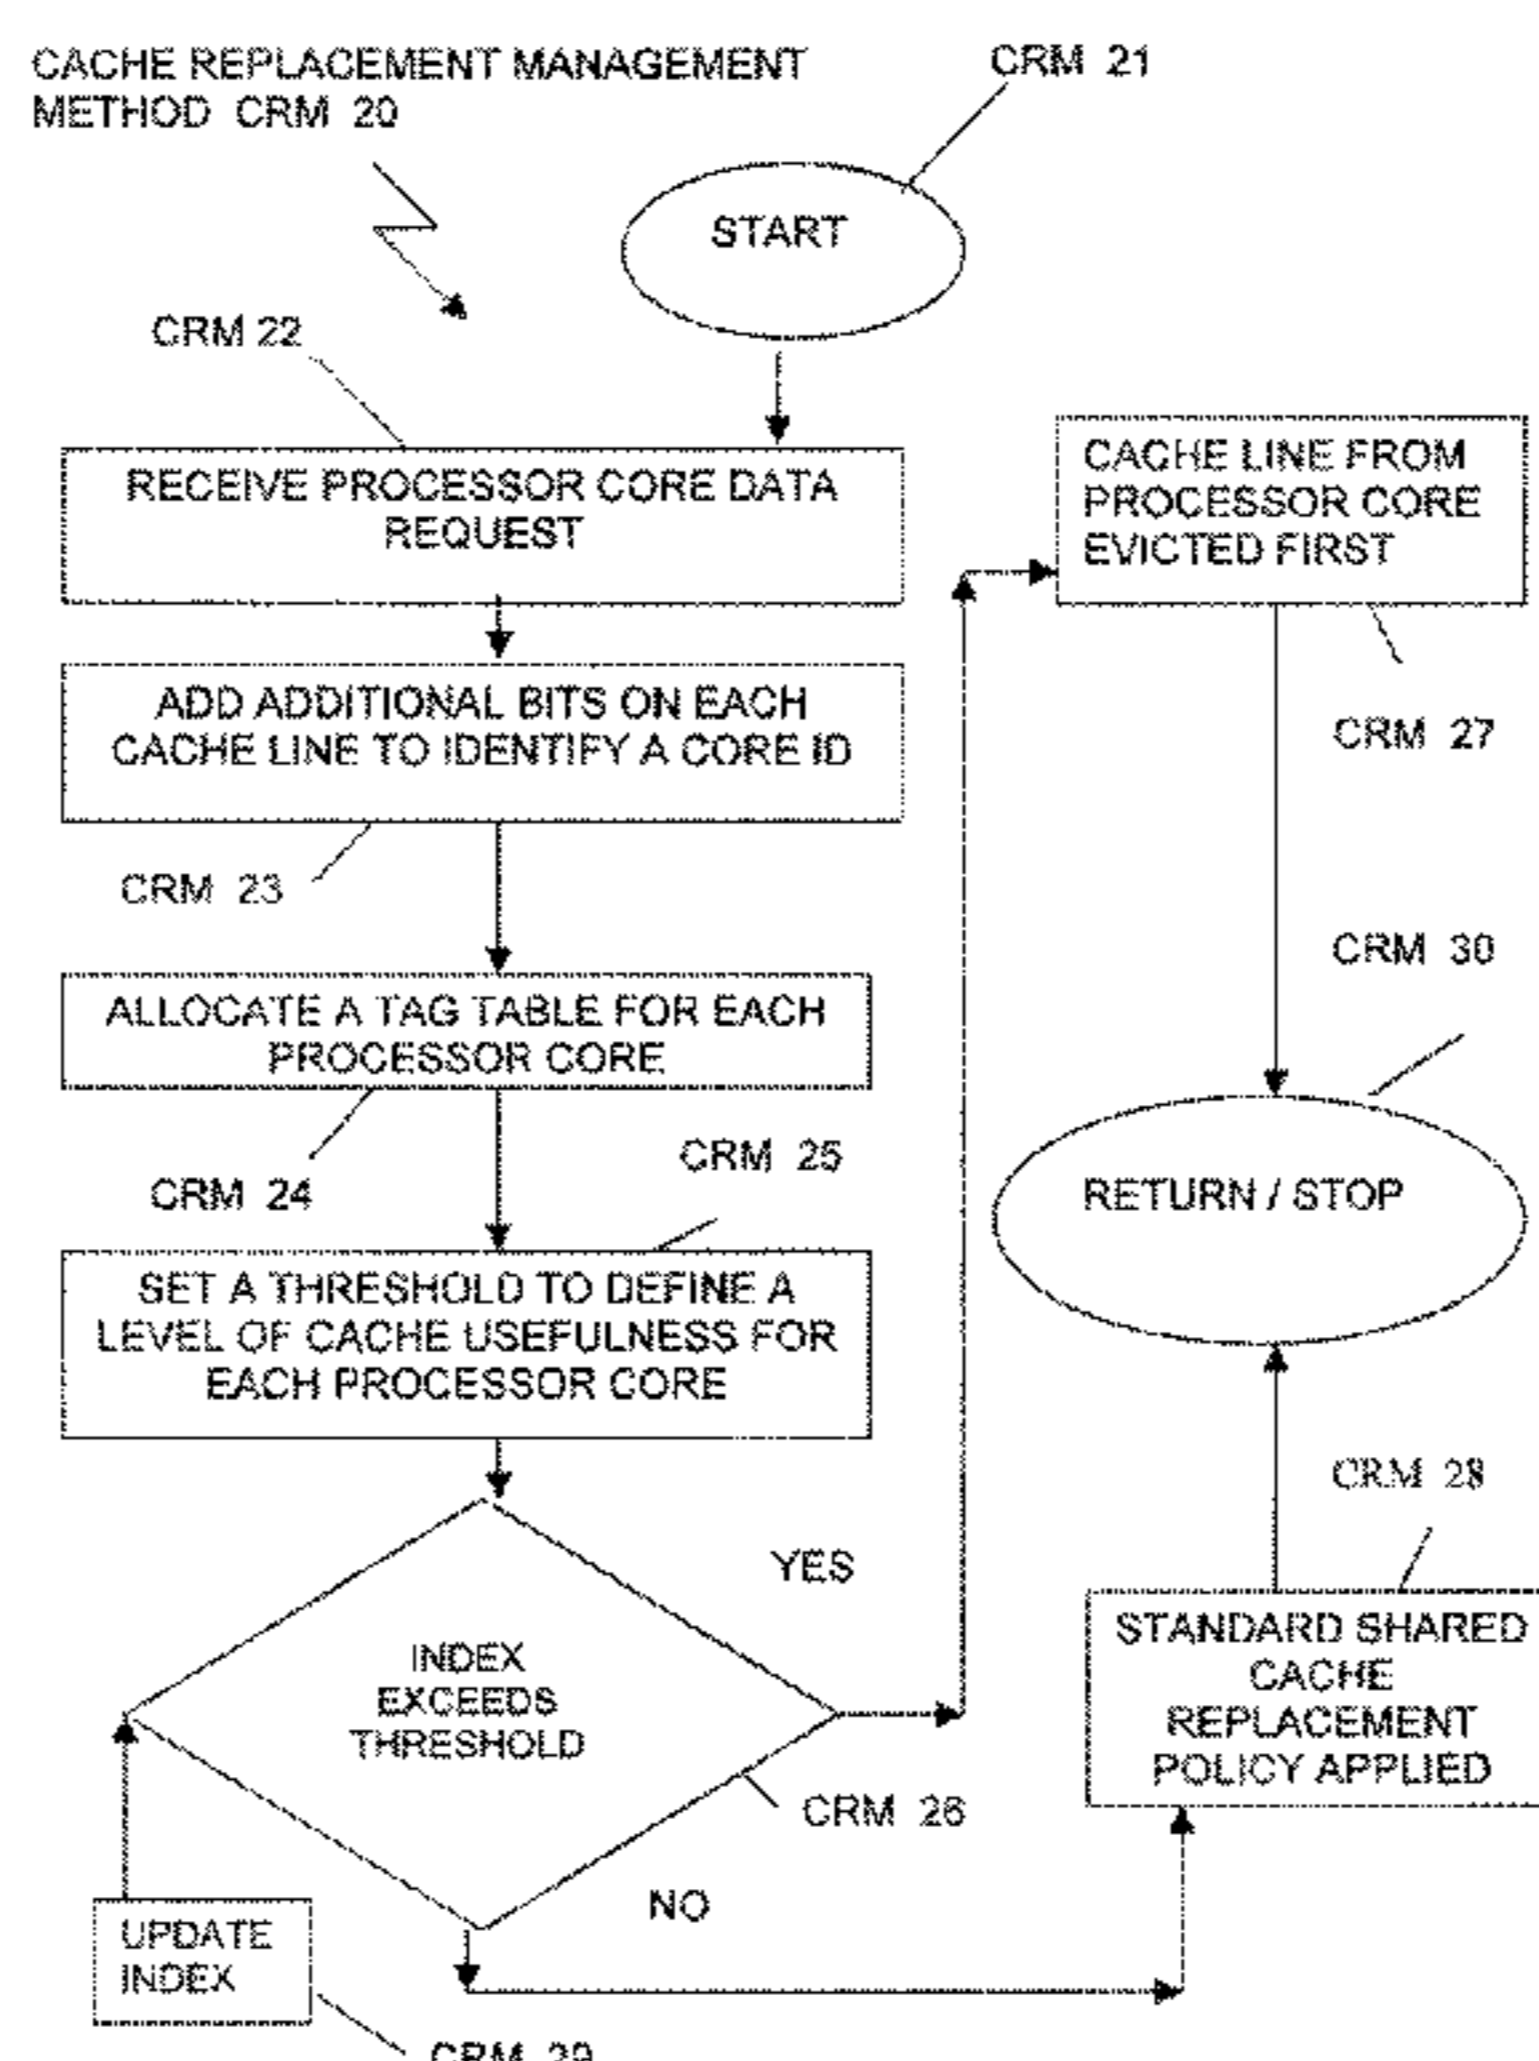 CACHE REPLACEMENT MANAGEMENT
METHOD CRM 20
CRM 21
START
CRM 22
RECEIVE PROCESSOR CORE DATA
REQUEST
CACHE LINE FROM
PROCESSOR CORE
EVICTED FIRST
CRM 27
ADD ADDITIONAL BITS ON EACH
CACHE LINE TO IDENTIFY A CORE ID
CRM 23
ALLOCATE A TAG TABLE FOR EACH
PROCESSOR CORE
CRM 24
CRM 25
CRM 30
RETURN / STOP
SET A THRESHOLD TO DEFINE A
LEVEL OF CACHE USEFULNESS FOR
EACH PROCESSOR CORE
YES
INDEX
EXCEEDS
THRESHOLD
CRM 26
CRM 28
STANDARD SHARED
CACHE
REPLACEMENT
POLICY APPLIED
NO
UPDATE
INDEX
CRM 29